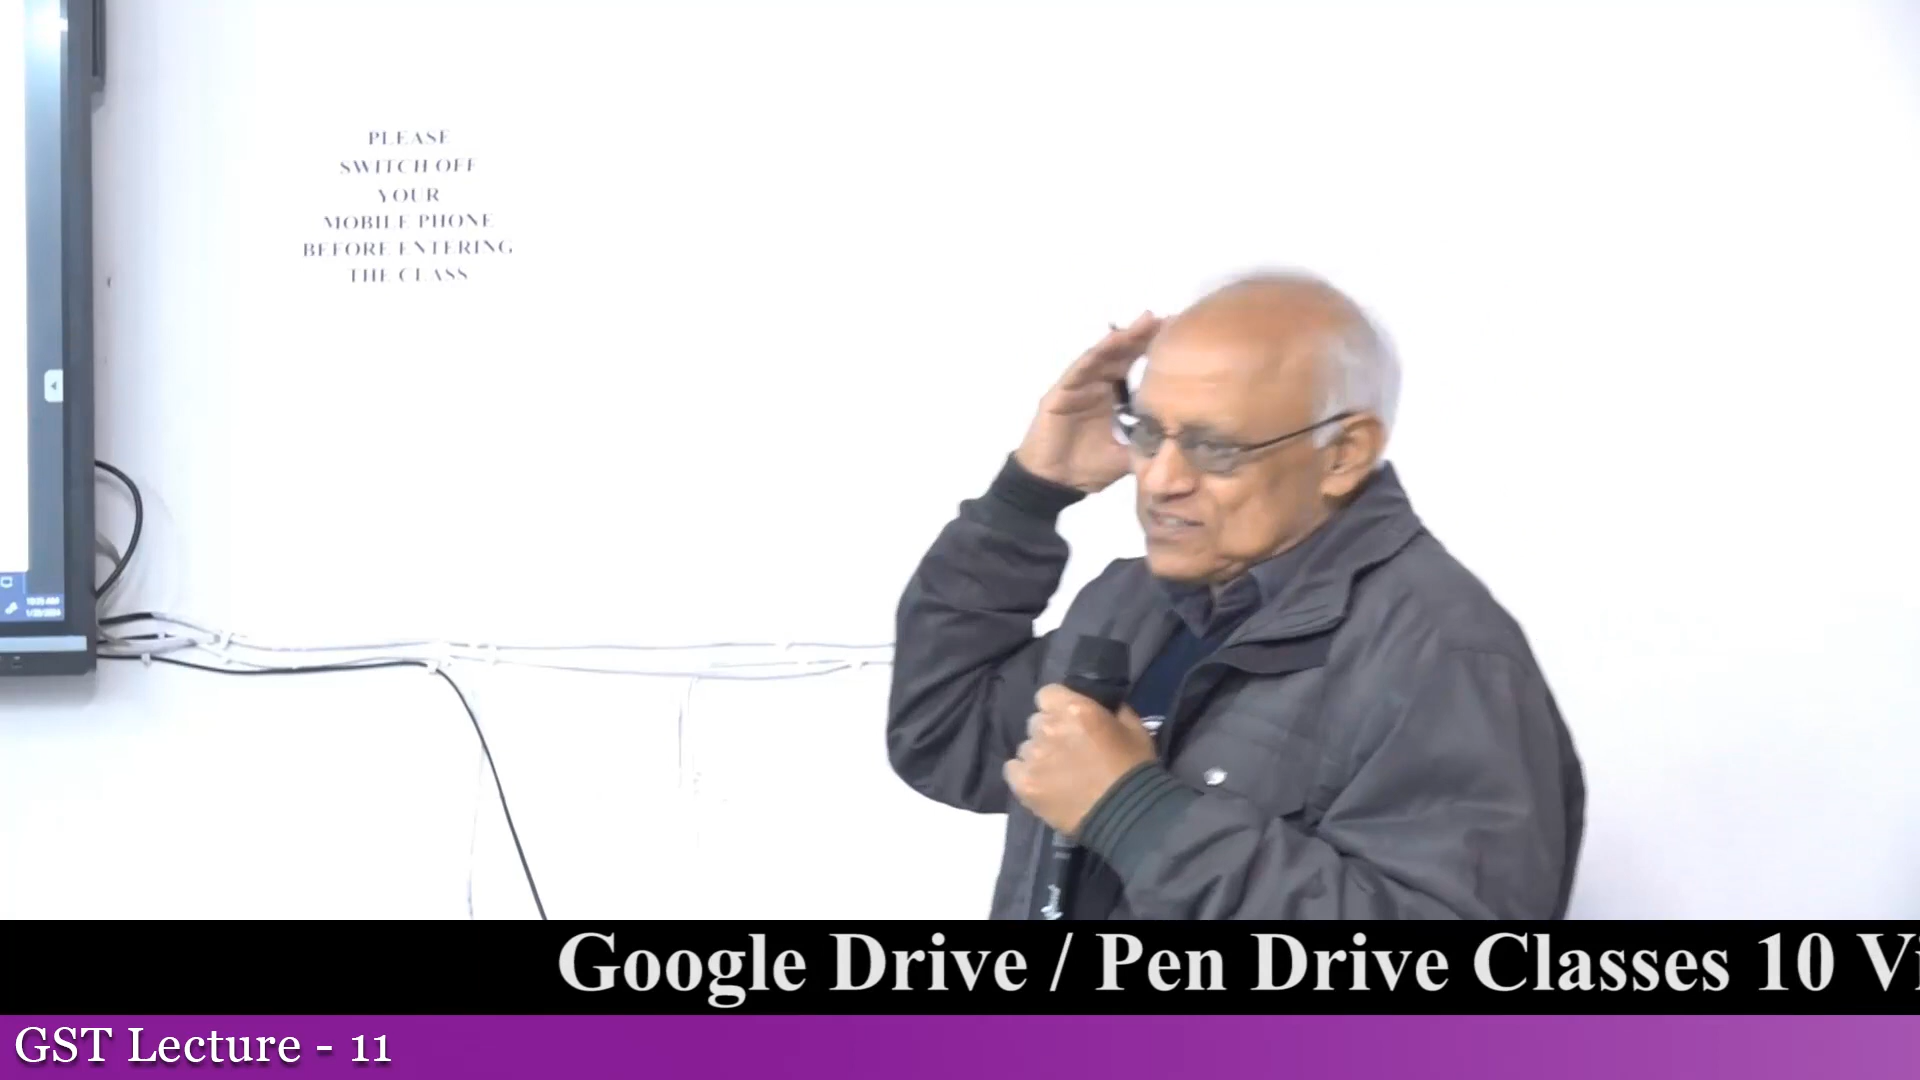 PLEASE
SWITCH OFF
YOUR
MOBILE PHONE
BEFORE ENTERING
THE CLASS
Google Drive / Pen Drive Classes 10 Vi
GST Lecture - 11